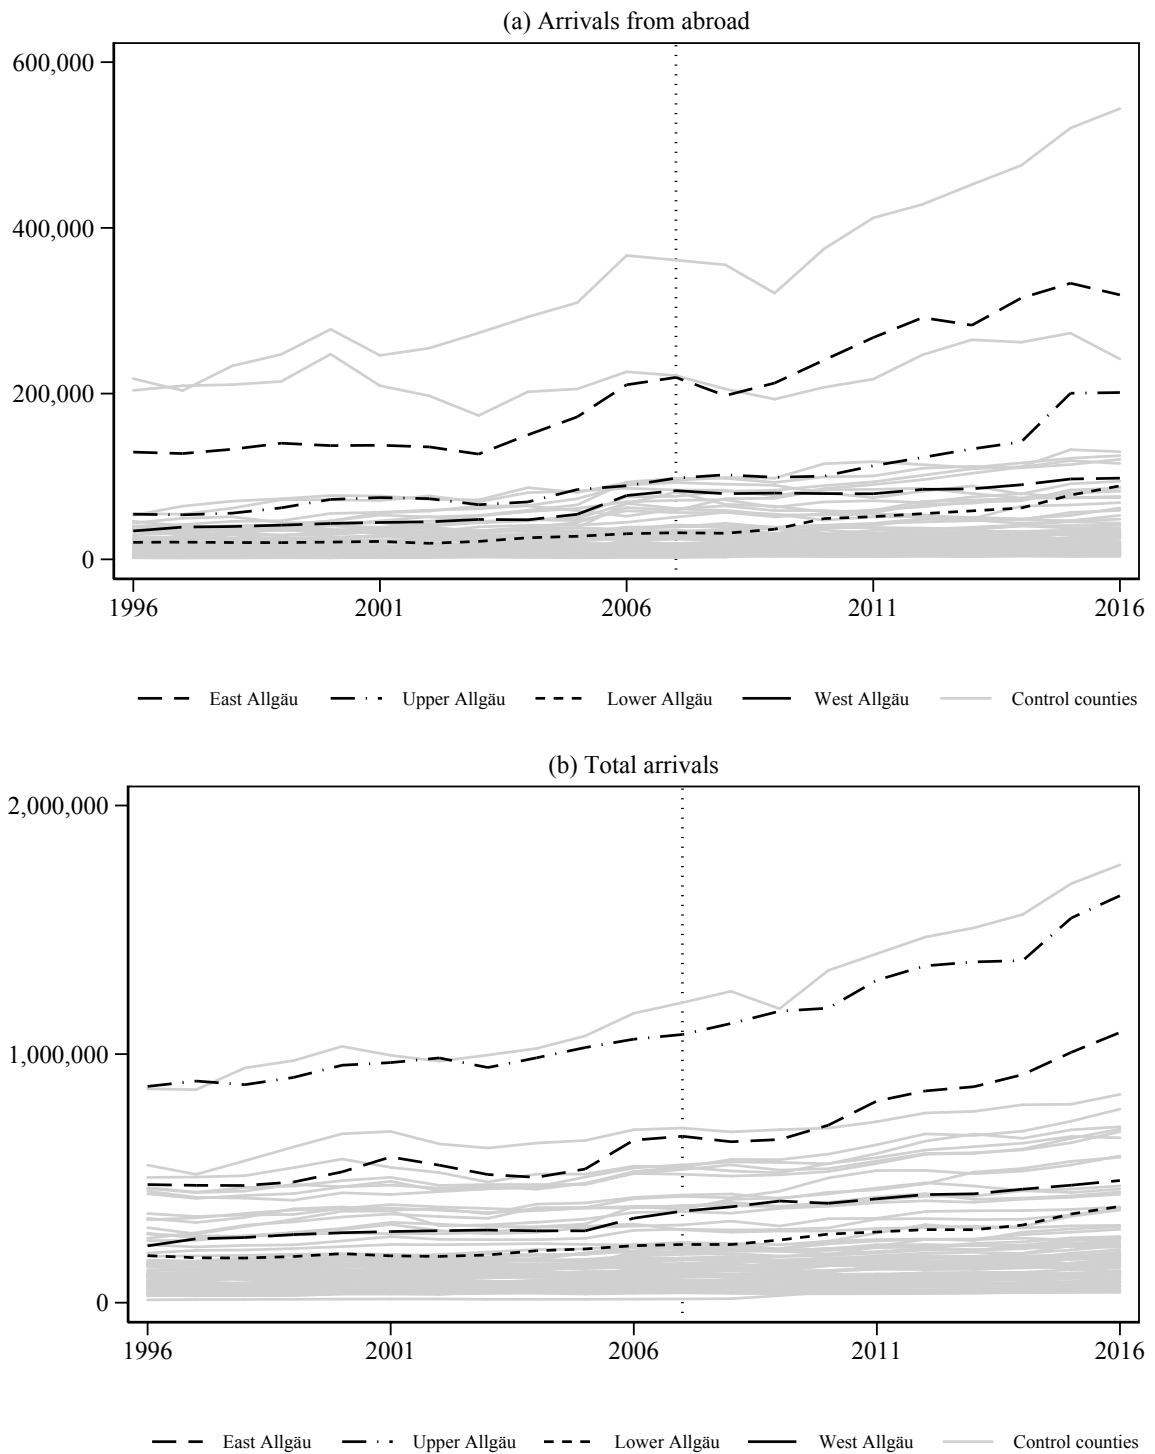 (a) Arrivals from abroad
600,000
400,000
200,000
0
1996 2001 2006 2011 2016
East Allgäu Upper Allgäu Lower Allgäu West Allgäu Control counties
(b) Total arrivals
2,000,000
1,000,000
0
1996 2001 2006 2011 2016
East Allgäu Upper Allgäu Lower Allgäu West Allgäu Control counties